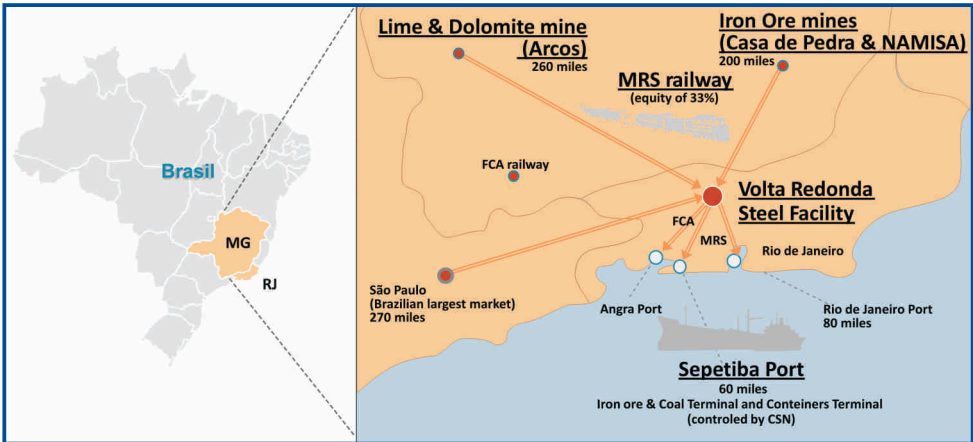 Brasil
MG
RJ
Lime & Dolomite mine
(Arcos)
260 miles
Iron Ore mines
(Casa de Pedra & NAMISA)
200 miles
MRS railway
(equity of 33%)
FCA railway
Volta Redonda
Steel Facility
FCA
MRS
Rio de Janeiro
São Paulo
(Brazilian largest market)
270 miles
Angra Port
Rio de Janeiro Port
80 miles
Sepetiba Port
60 miles
Iron ore & Coal Terminal and Conteiners Terminal
(controled by CSN)